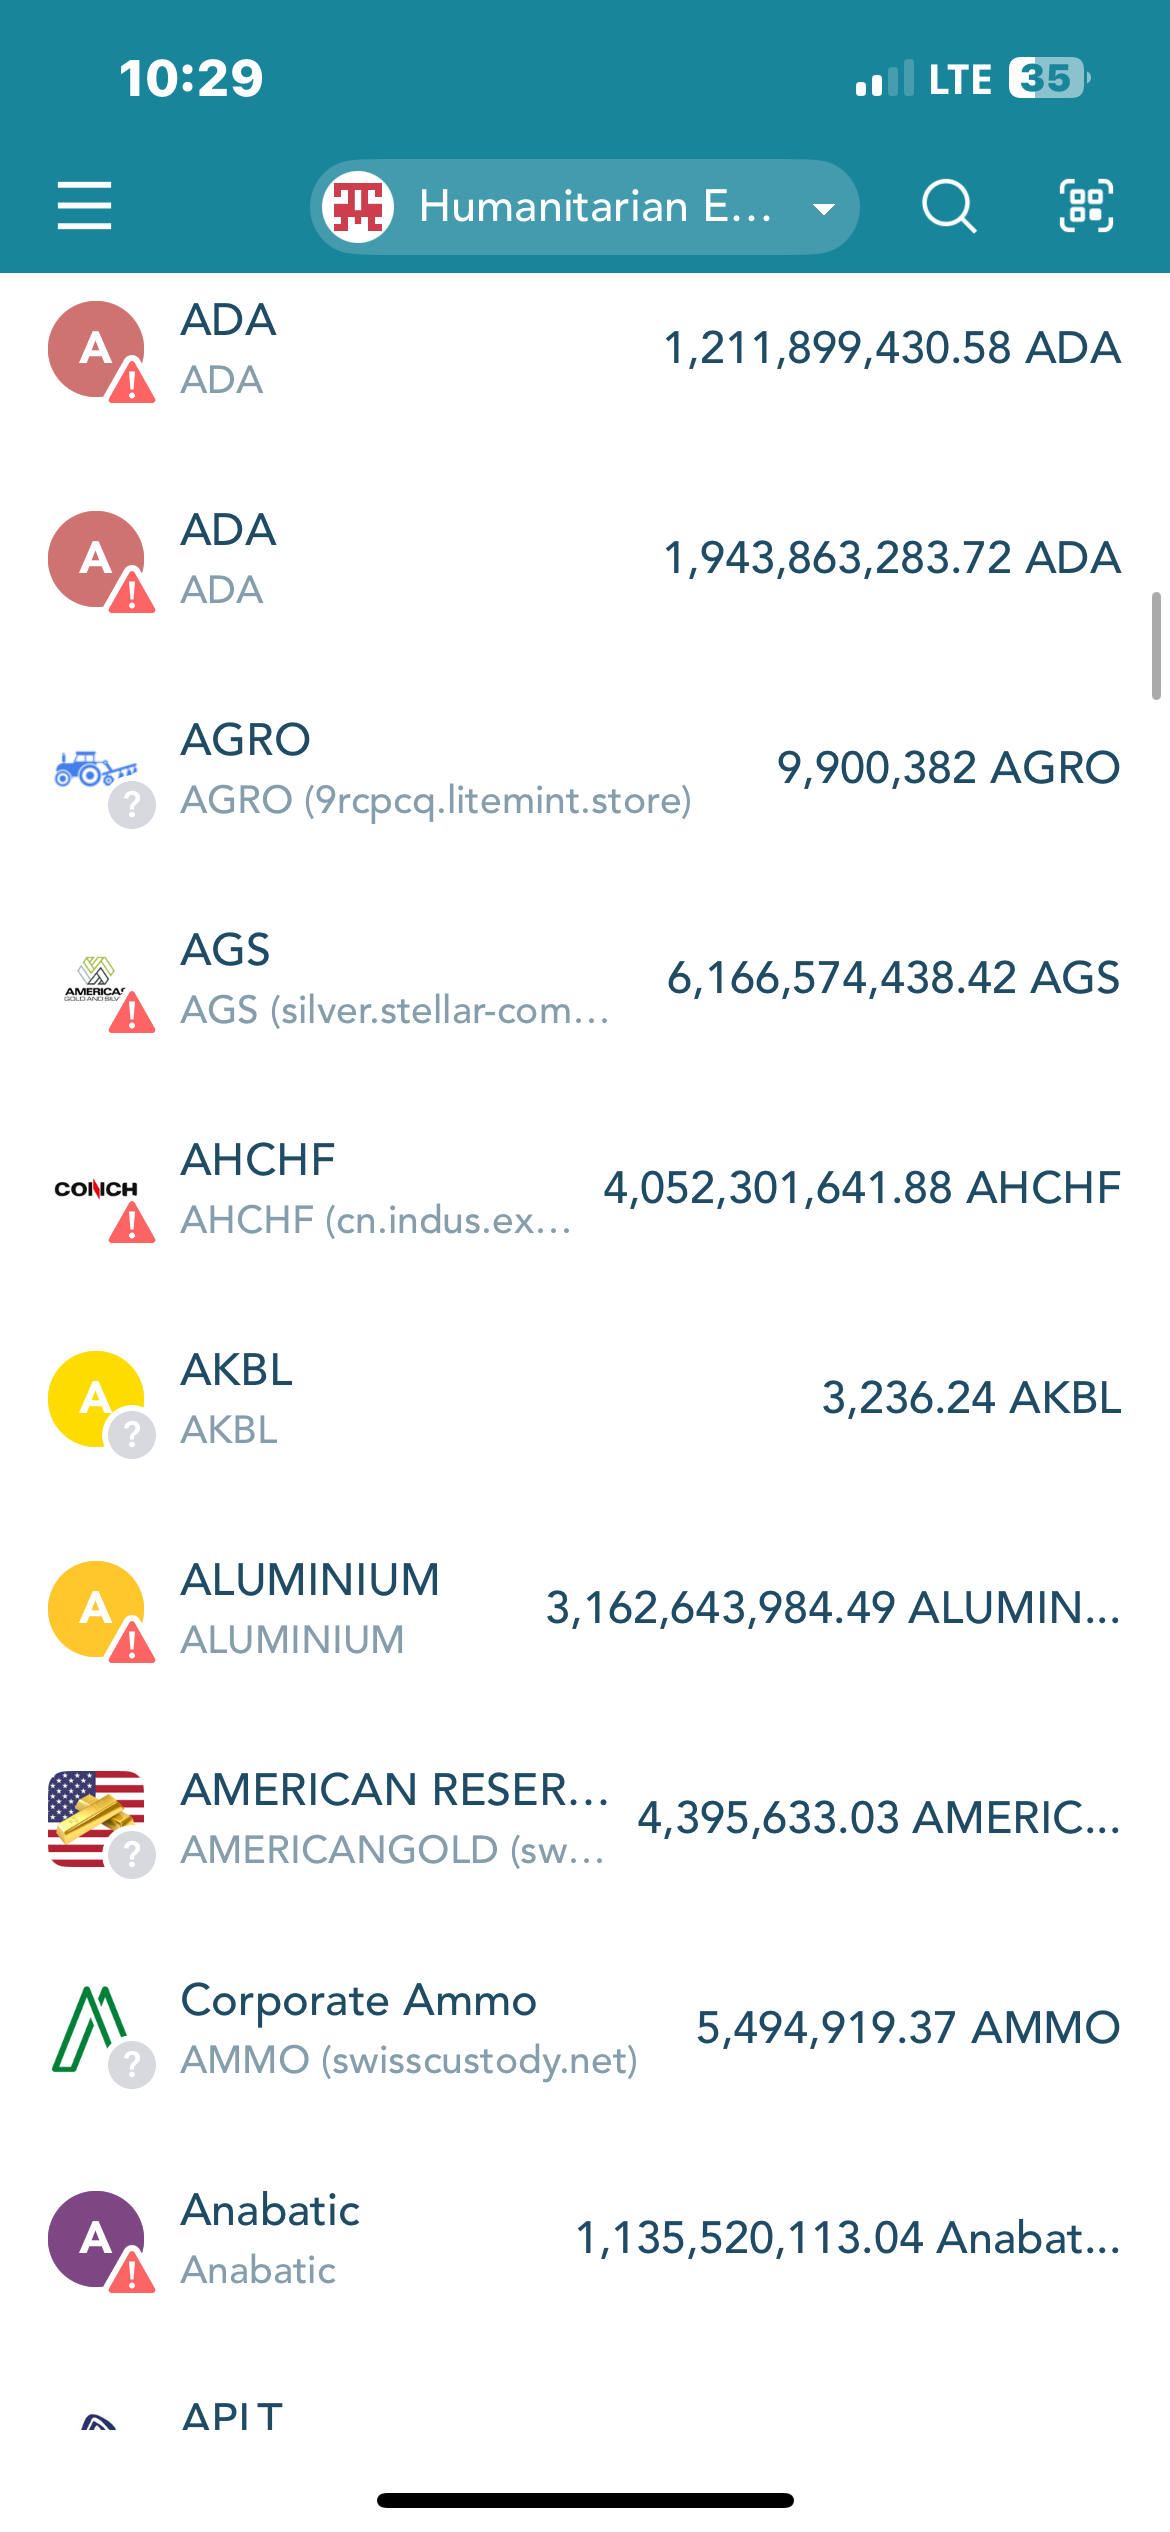 10:29
LTE 35
Humanitarian E...
ADA
1,211,899,430.58 ADA
ADA
ADA
1,943,863,283.72 ADA
ADA
AGRO
9,900,382 AGRO
AGRO (9rcpcq.litemint.store)
AGS
6,166,574,438.42 AGS
AGS (silver.stellar-com...
AHCHF
4,052,301,641.88 AHCHF
AHCHF (cn.indus.ex...
AKBL
3,236.24 AKBL
AKBL
ALUMINIUM
3,162,643,984.49 ALUMIN...
ALUMINIUM
AMERICAN RESER...
4,395,633.03 AMERIC...
AMERICANGOLD (sw...
Corporate Ammo
5,494,919.37 AMMO
AMMO (swisscustody.net)
Anabatic
1,135,520,113.04 Anabat...
Anabatic